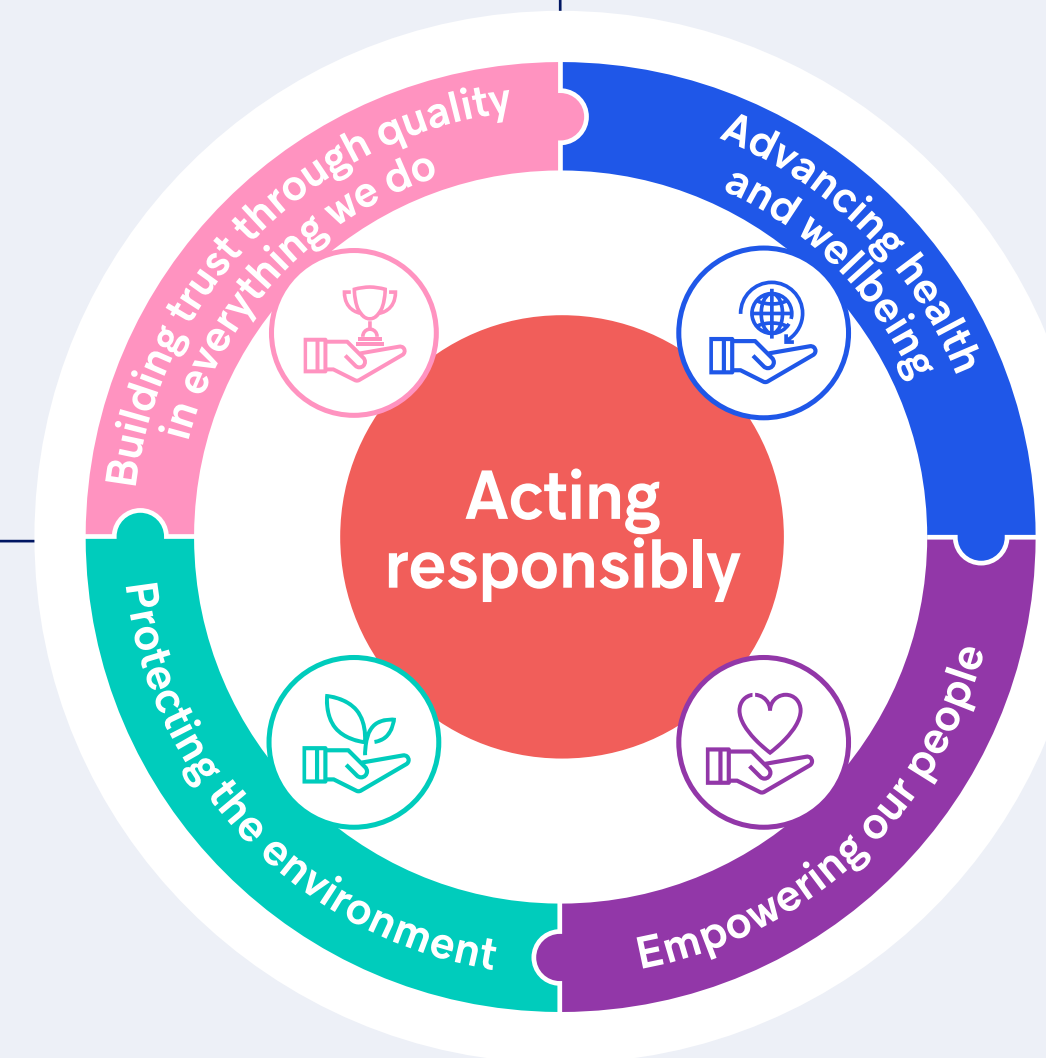 Building trust through quality
in everything we do
Advancing health
and wellbeing
Acting
responsibly
Protecting the environment
Empowering our people